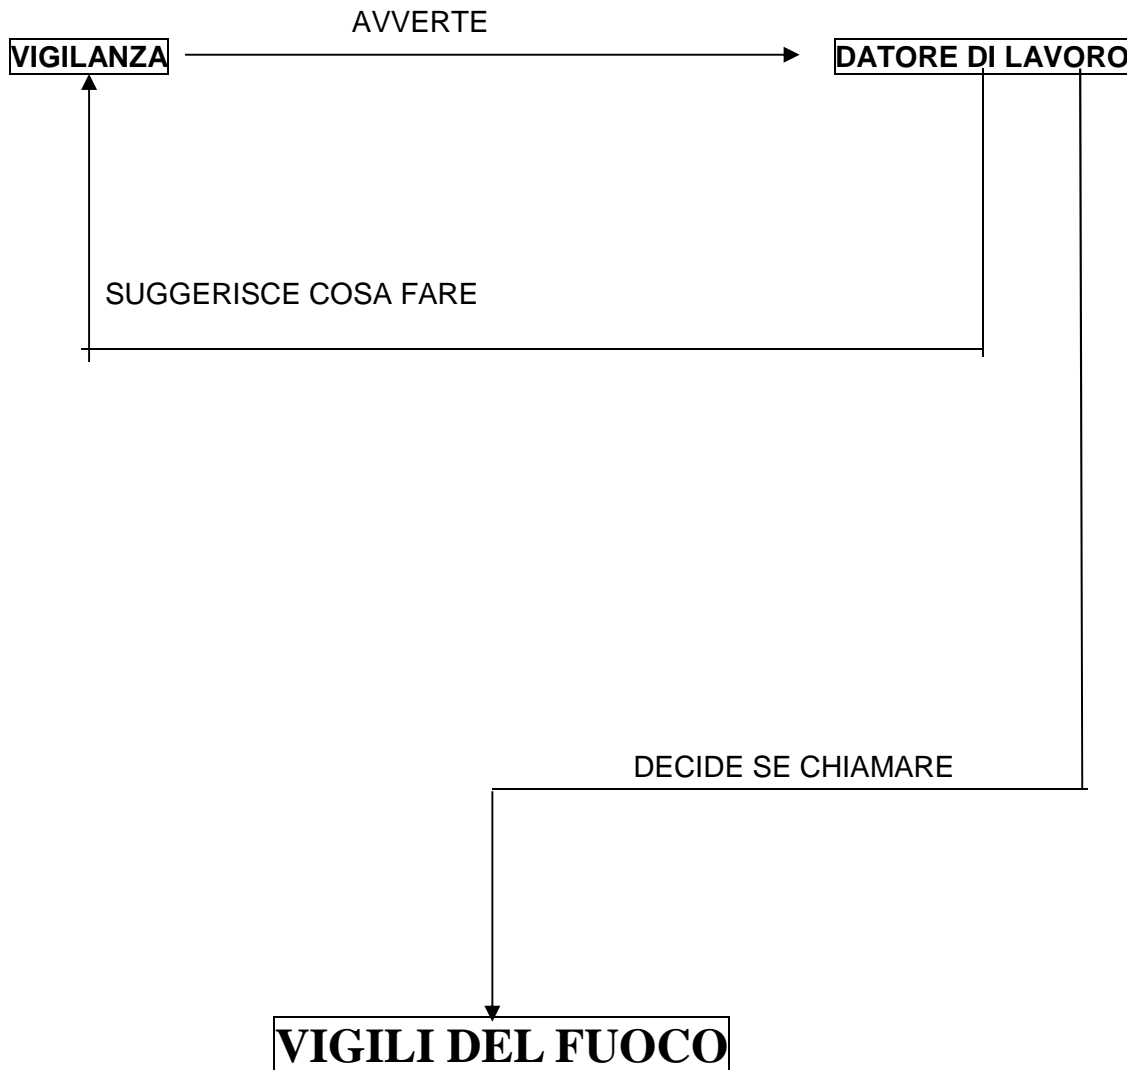 AVVERTE
VIGILANZA
DATORE DI LAVORO
SUGGERISCE COSA FARE
DECIDE SE CHIAMARE
VIGILI DEL FUOCO